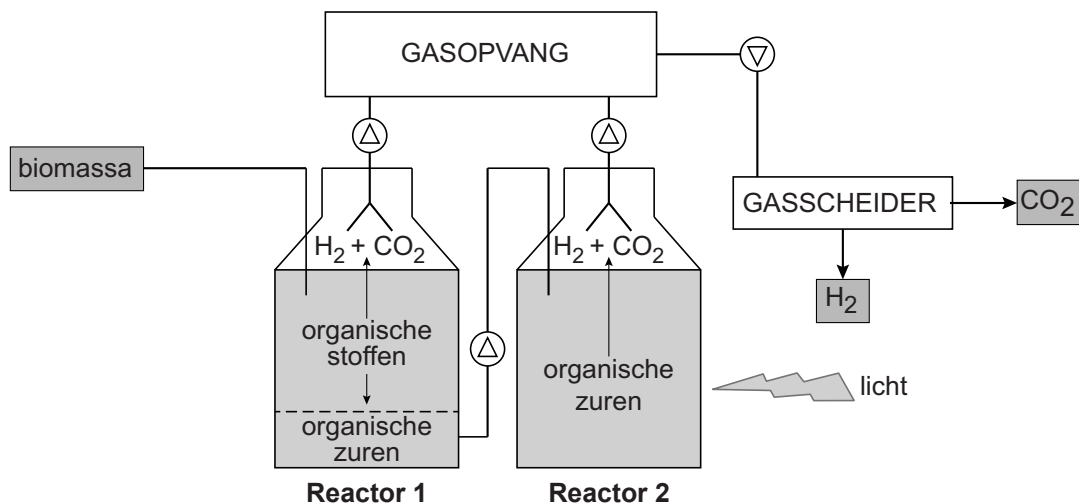 GASOPVANG
biomassa
GASSCHEIDER
CO2
H2 + CO2
H2 + CO2
H2
organische
stoffen
organische
zuren
organische
zuren
licht
Reactor 1
Reactor 2